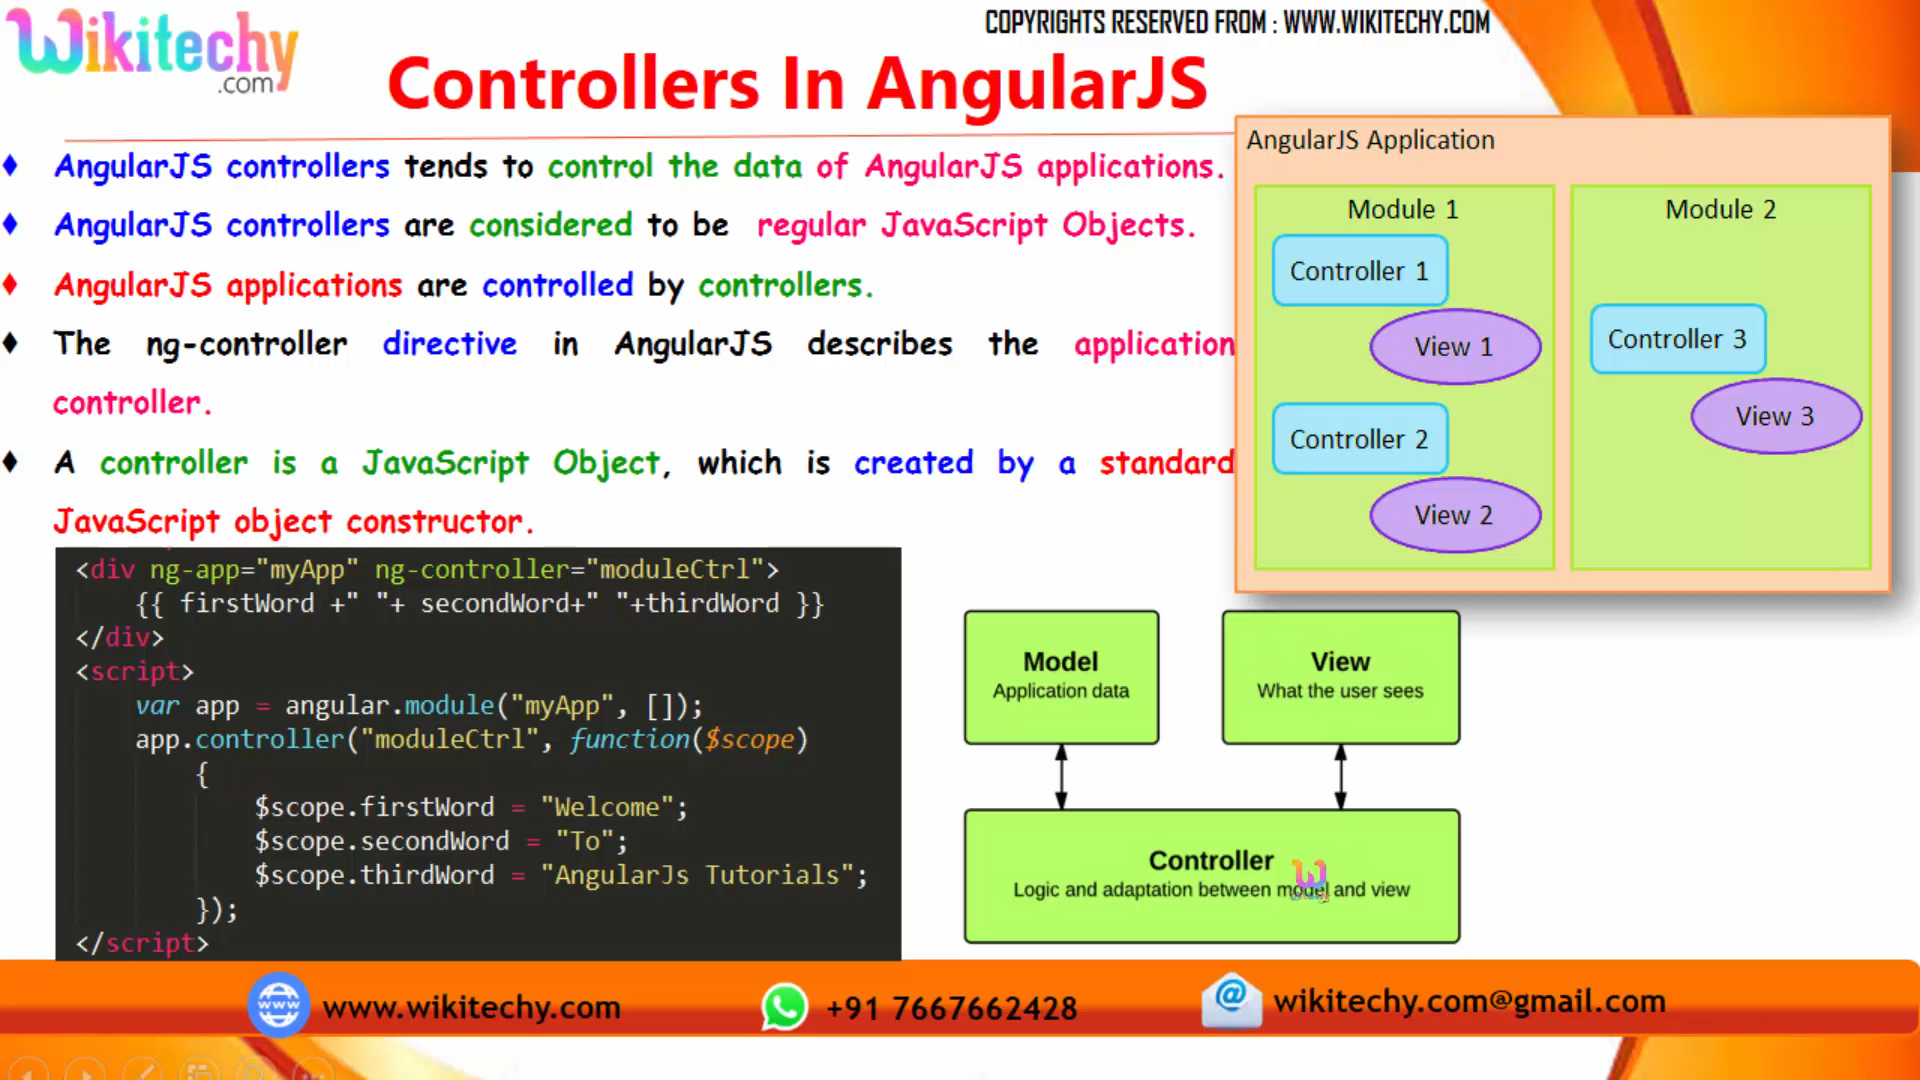 Wikitechy
.com
COPYRIGHTS RESERVED FROM : WWW.WIKITECHY.COM
Controllers In AngularJS
AngularJS controllers tends to control the data of AngularJS applications.
AngularJS controllers are considered to be regular JavaScript Objects.
AngularJS applications are controlled by controllers.
The ng-controller directive in AngularJS describes the application
controller.
A controller is a JavaScript Object, which is created by a standard
JavaScript object constructor.
AngularJS Application
Module 1
Controller 1
View 1
Controller 2
View 2
Module 2
Controller 3
View 3
<div ng-app="myApp" ng-controller="moduleCtrl">
{{ firstWord +" "+ secondWord+" "+thirdWord }}
</div>
<script>
var app = angular.module("myApp", []);
app.controller("moduleCtrl", function($scope)
{
$scope.firstWord = "Welcome";
$scope.secondWord = "To";
$scope.thirdWord = "AngularJs Tutorials";
});
</script>
Model
Application data
View
What the user sees
Controller
Logic and adaptation between model and view
www.wikitechy.com
+91 7667662428
wikitechy.com@gmail.com